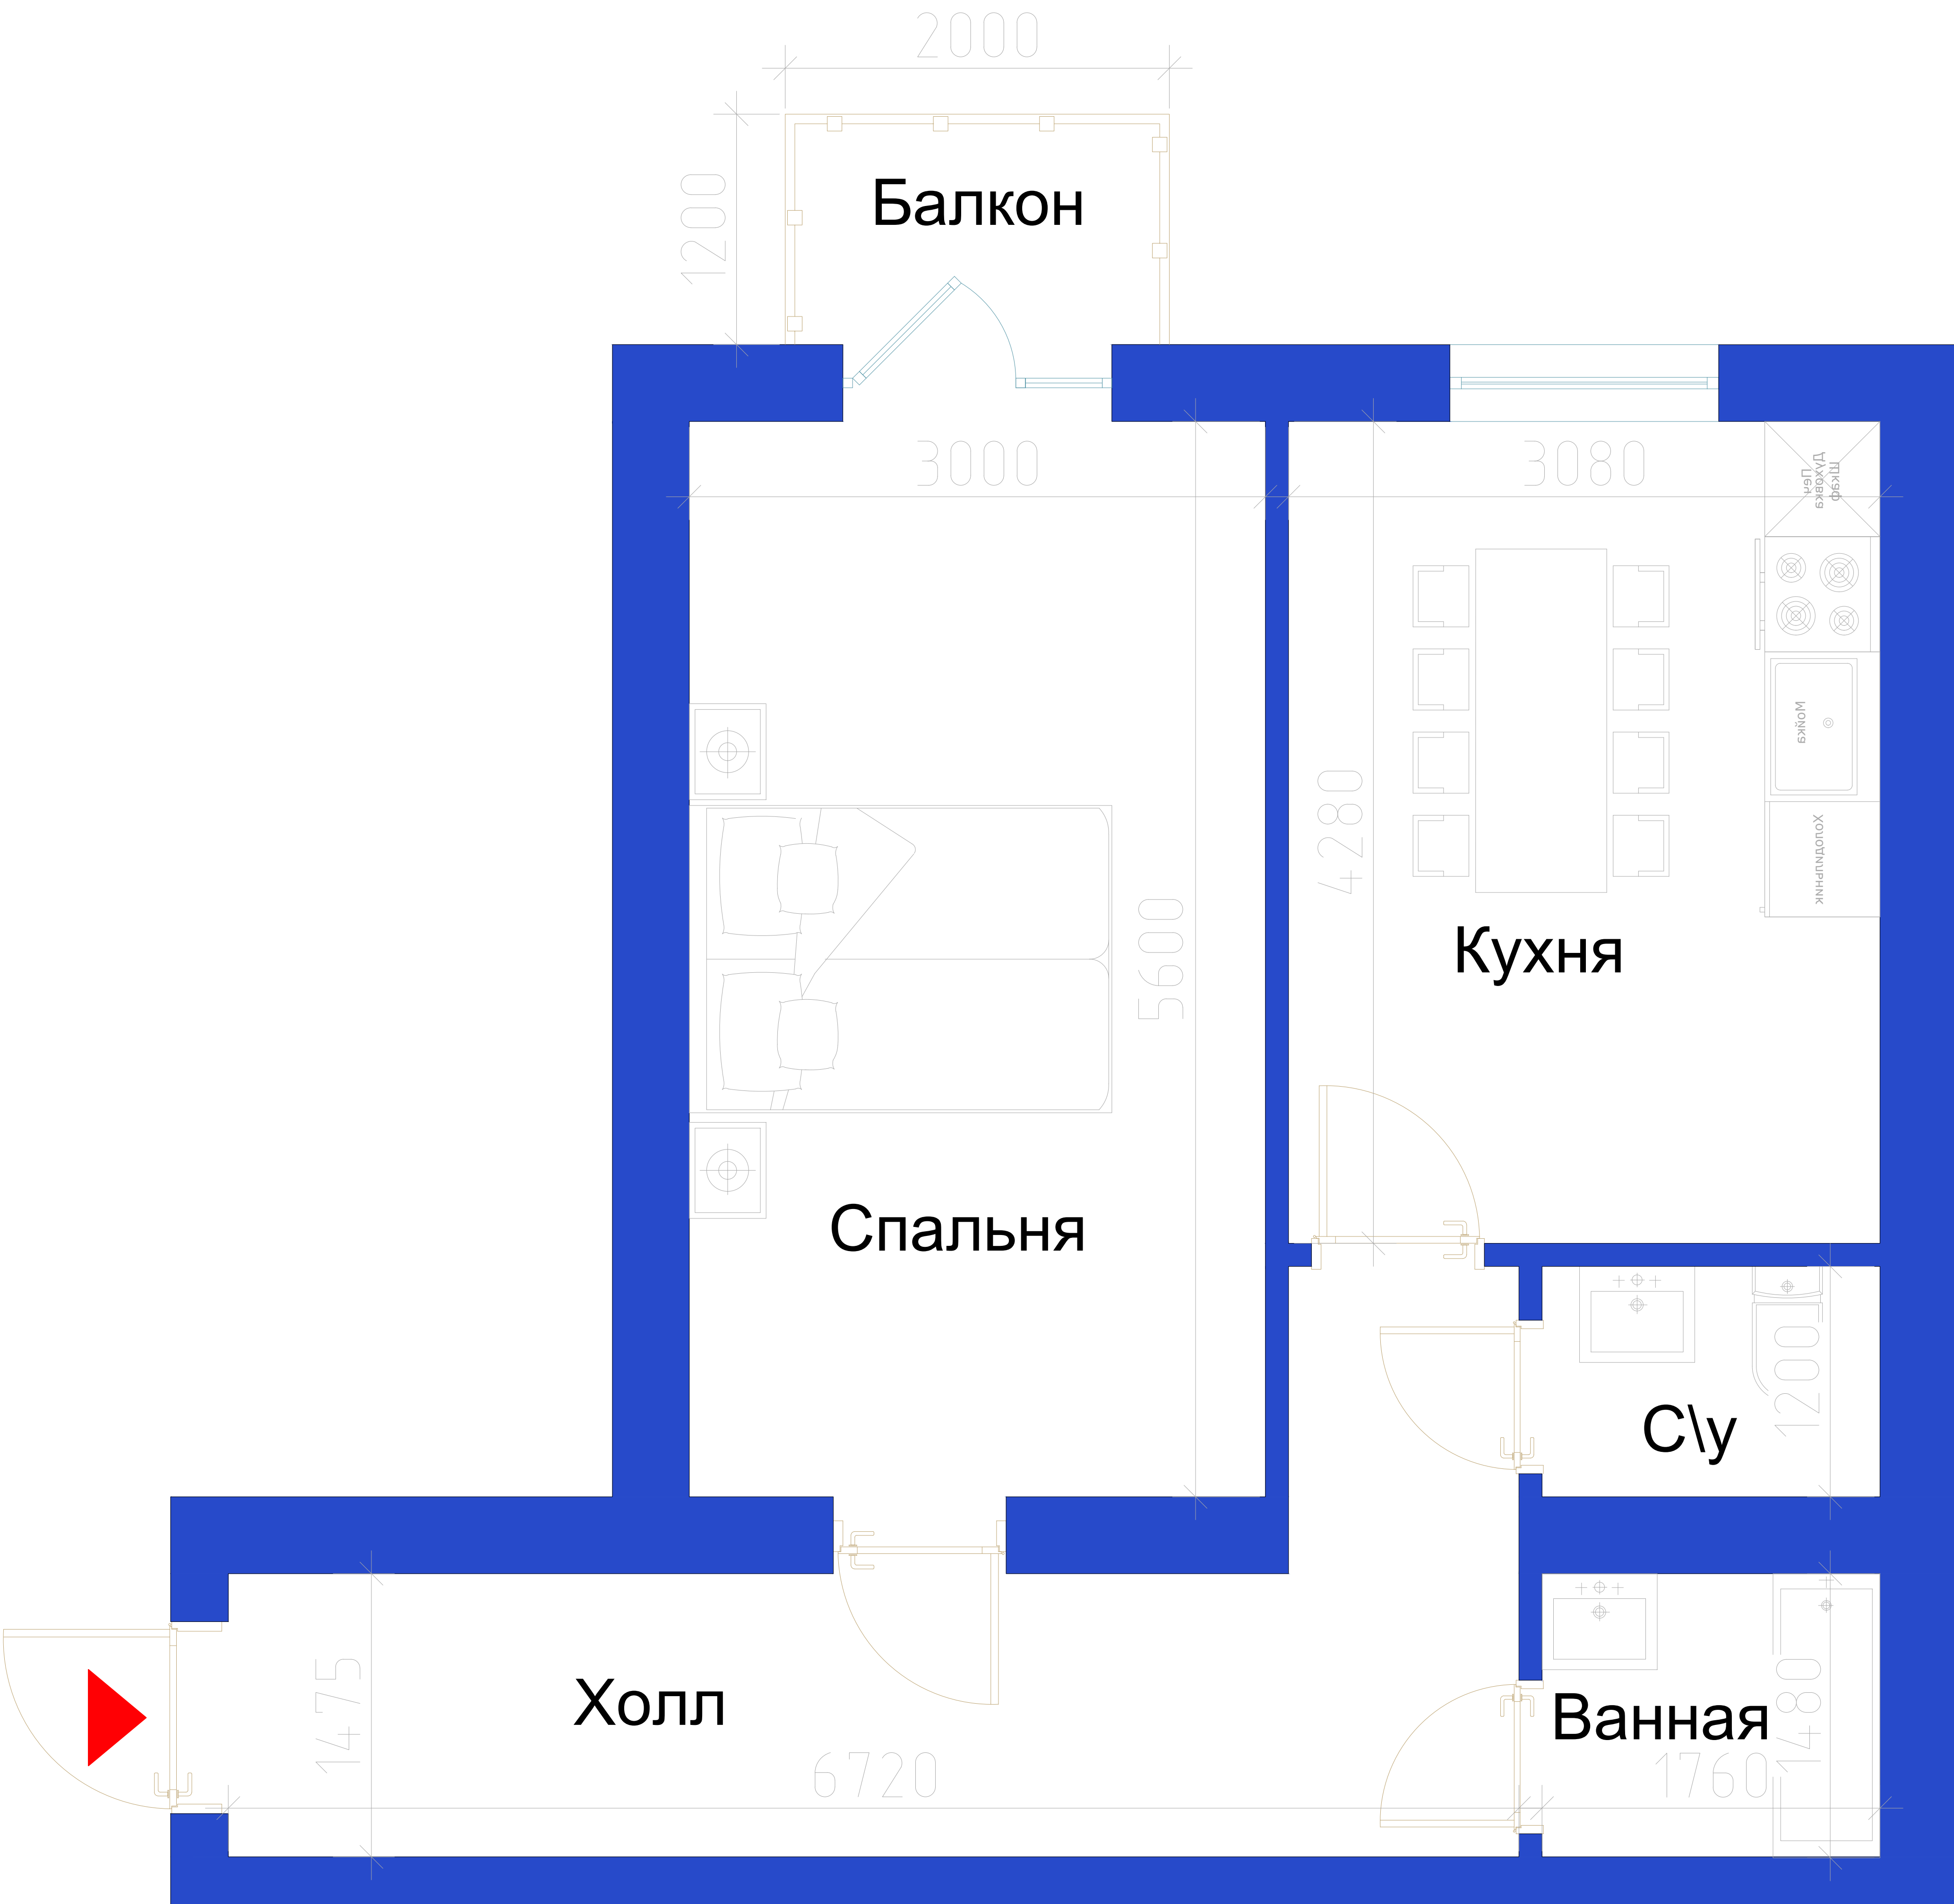 2000
1200
Балкон
3000
3080
Печ
Духовка
Шкаф
Мойка
4280
Холодильник
5600
Кухня
Спальня
1200
С\у
1475
Холл
1480
Ванная
6720
1760